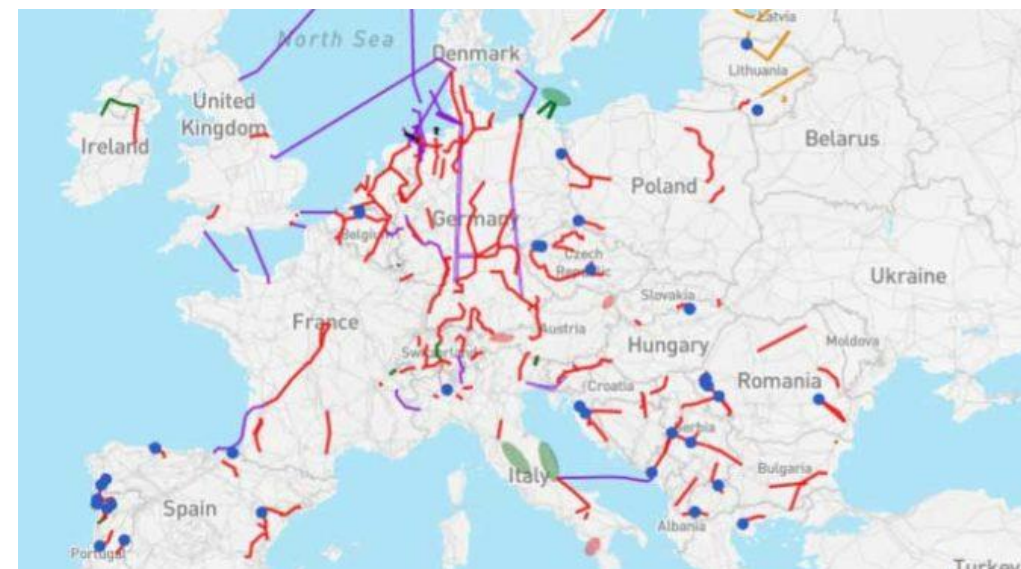 North Sea
Denmark
Latvia
Lithuania
United
Kingdom
Ireland
Belarus
Poland
Germany
Belgium
Czech
Republic
Ukraine
Slovakia
France
Austria
Switzerland
Hungary
Moldova
Croatia
Romania
Serbia
Italy
Bulgaria
Spain
Albania
Portugal
Turkey